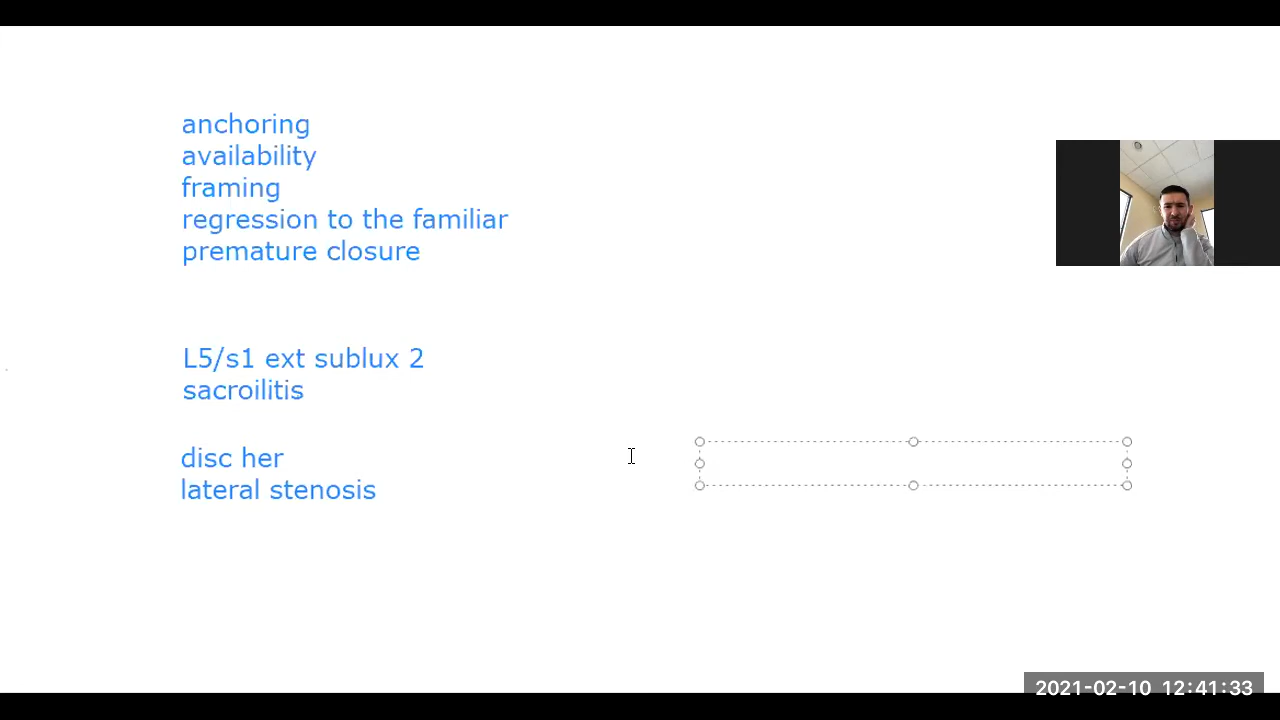 anchoring
availability
framing
regression to the familiar
premature closure
L5/s1 ext sublux 2
sacroilitis
disc her
lateral stenosis
2021-02-10 12:41:33